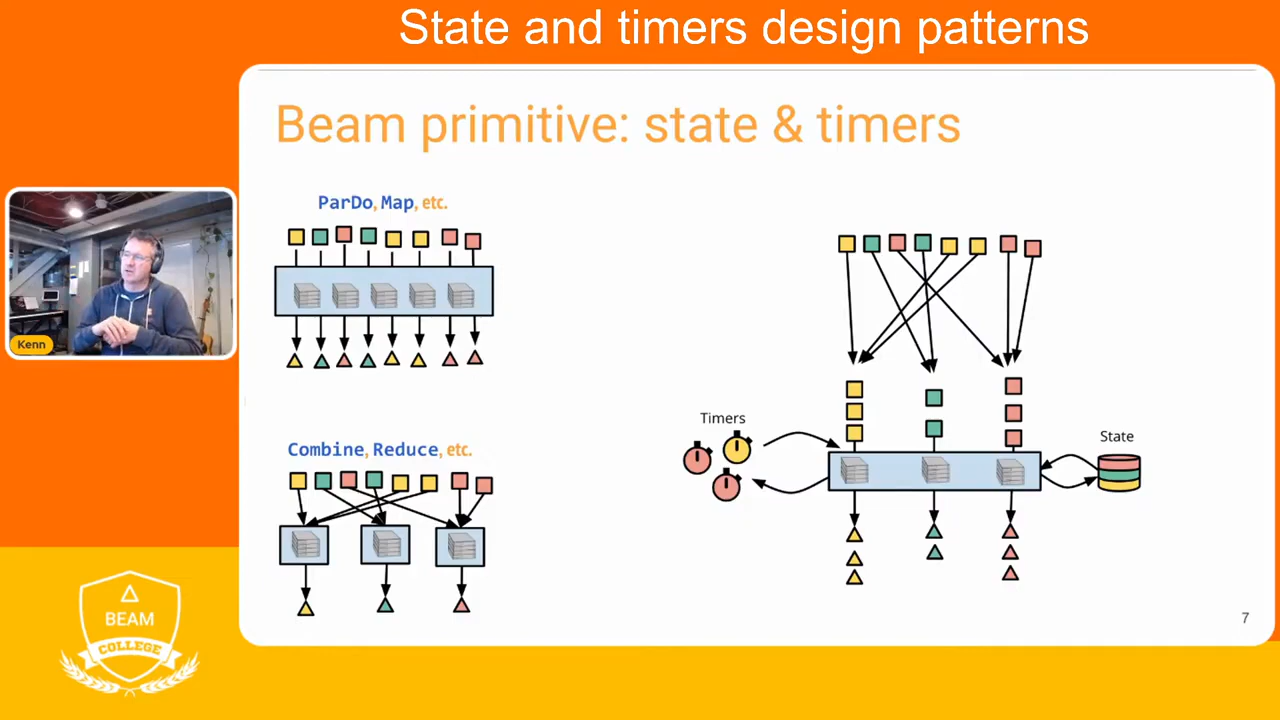 State and timers design patterns
Beam primitive: state & timers
ParDo, Map, etc.
Combine, Reduce, etc.
Timers
State
Kenn
BEAM
COLLEGE
7